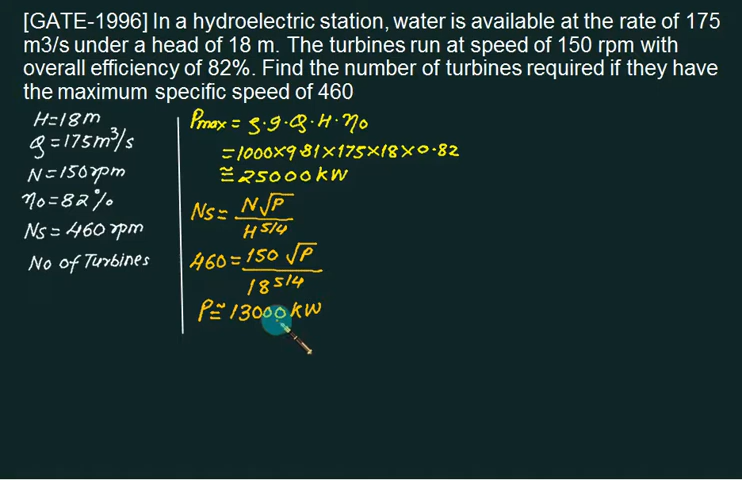 [GATE-1996] In a hydroelectric station, water is available at the rate of 175
m3/s under a head of 18 m. The turbines run at speed of 150 rpm with
overall efficiency of 82%. Find the number of turbines required if they have
the maximum specific speed of 460
H=18m
Q=175m³/s
N=150rpm
η₀=82%
Ns=460rpm
No of Turbines
Pmax = ρ.g.Q.H.η₀
=1000×9.81×175×18×0.82
≅25000kW
Ns = N√P / H^5/4
460 = 150 √P / 18^5/4
P≅13000kW